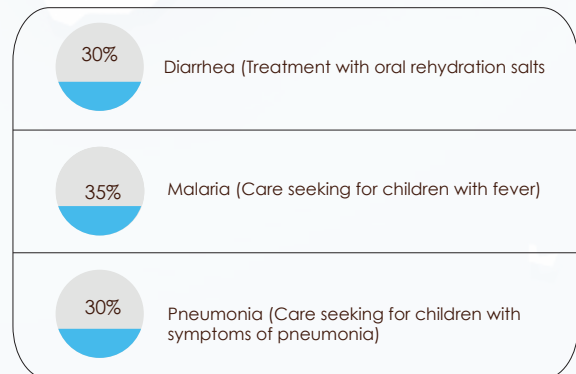 30%
Diarrhea (Treatment with oral rehydration salts
35%
Malaria (Care seeking for children with fever)
30%
Pneumonia (Care seeking for children with
symptoms of pneumonia)